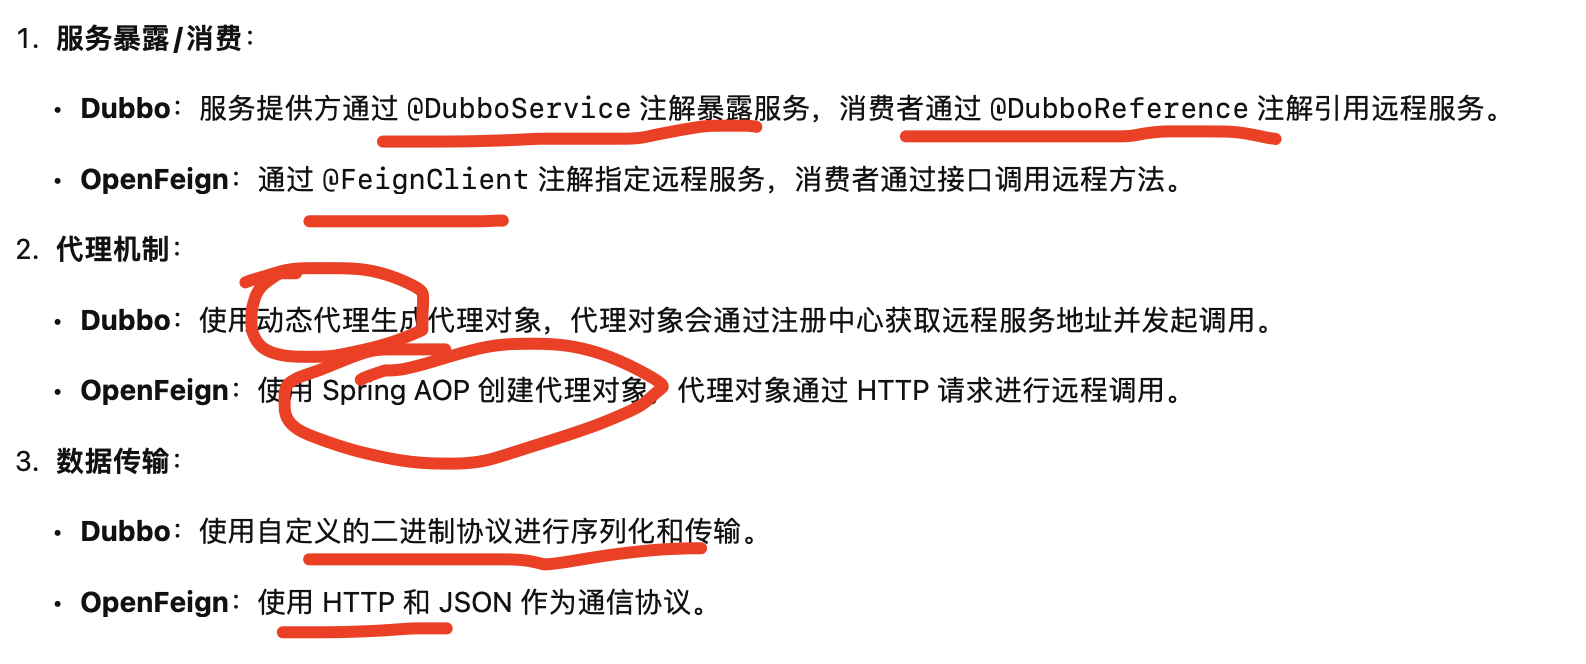 1. 服务暴露/消费：
• Dubbo：服务提供方通过 @DubboService 注解暴露服务，消费者通过 @DubboReference 注解引用远程服务。
• OpenFeign：通过 @FeignClient 注解指定远程服务，消费者通过接口调用远程方法。
2. 代理机制：
• Dubbo：使用动态代理生成代理对象，代理对象会通过注册中心获取远程服务地址并发起调用。
• OpenFeign：使用 Spring AOP 创建代理对象，代理对象通过 HTTP 请求进行远程调用。
3. 数据传输：
• Dubbo：使用自定义的二进制协议进行序列化和传输。
• OpenFeign：使用 HTTP 和 JSON 作为通信协议。